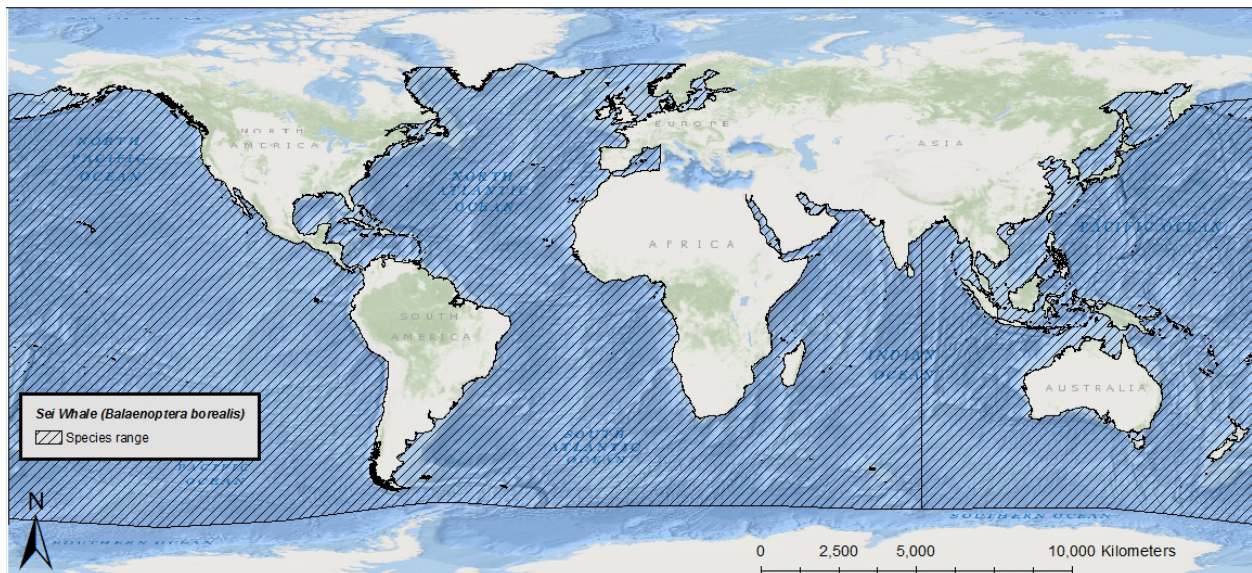 NORTH
PACIFIC
OCEAN
NORTH
AMERICA
NORTH
ATLANTIC
OCEAN
EUROPE
ASIA
AFRICA
PACIFIC OCEAN
SOUTH
AMERICA
INDIAN
OCEAN
AUSTRALIA
Sei Whale (Balaenoptera borealis)
Species range
SOUTH
ATLANTIC
OCEAN
PACIFIC
OCEAN
N
SOUTHERN OCEAN
SOUTHERN OCEAN
0 2,500 5,000 10,000 Kilometers